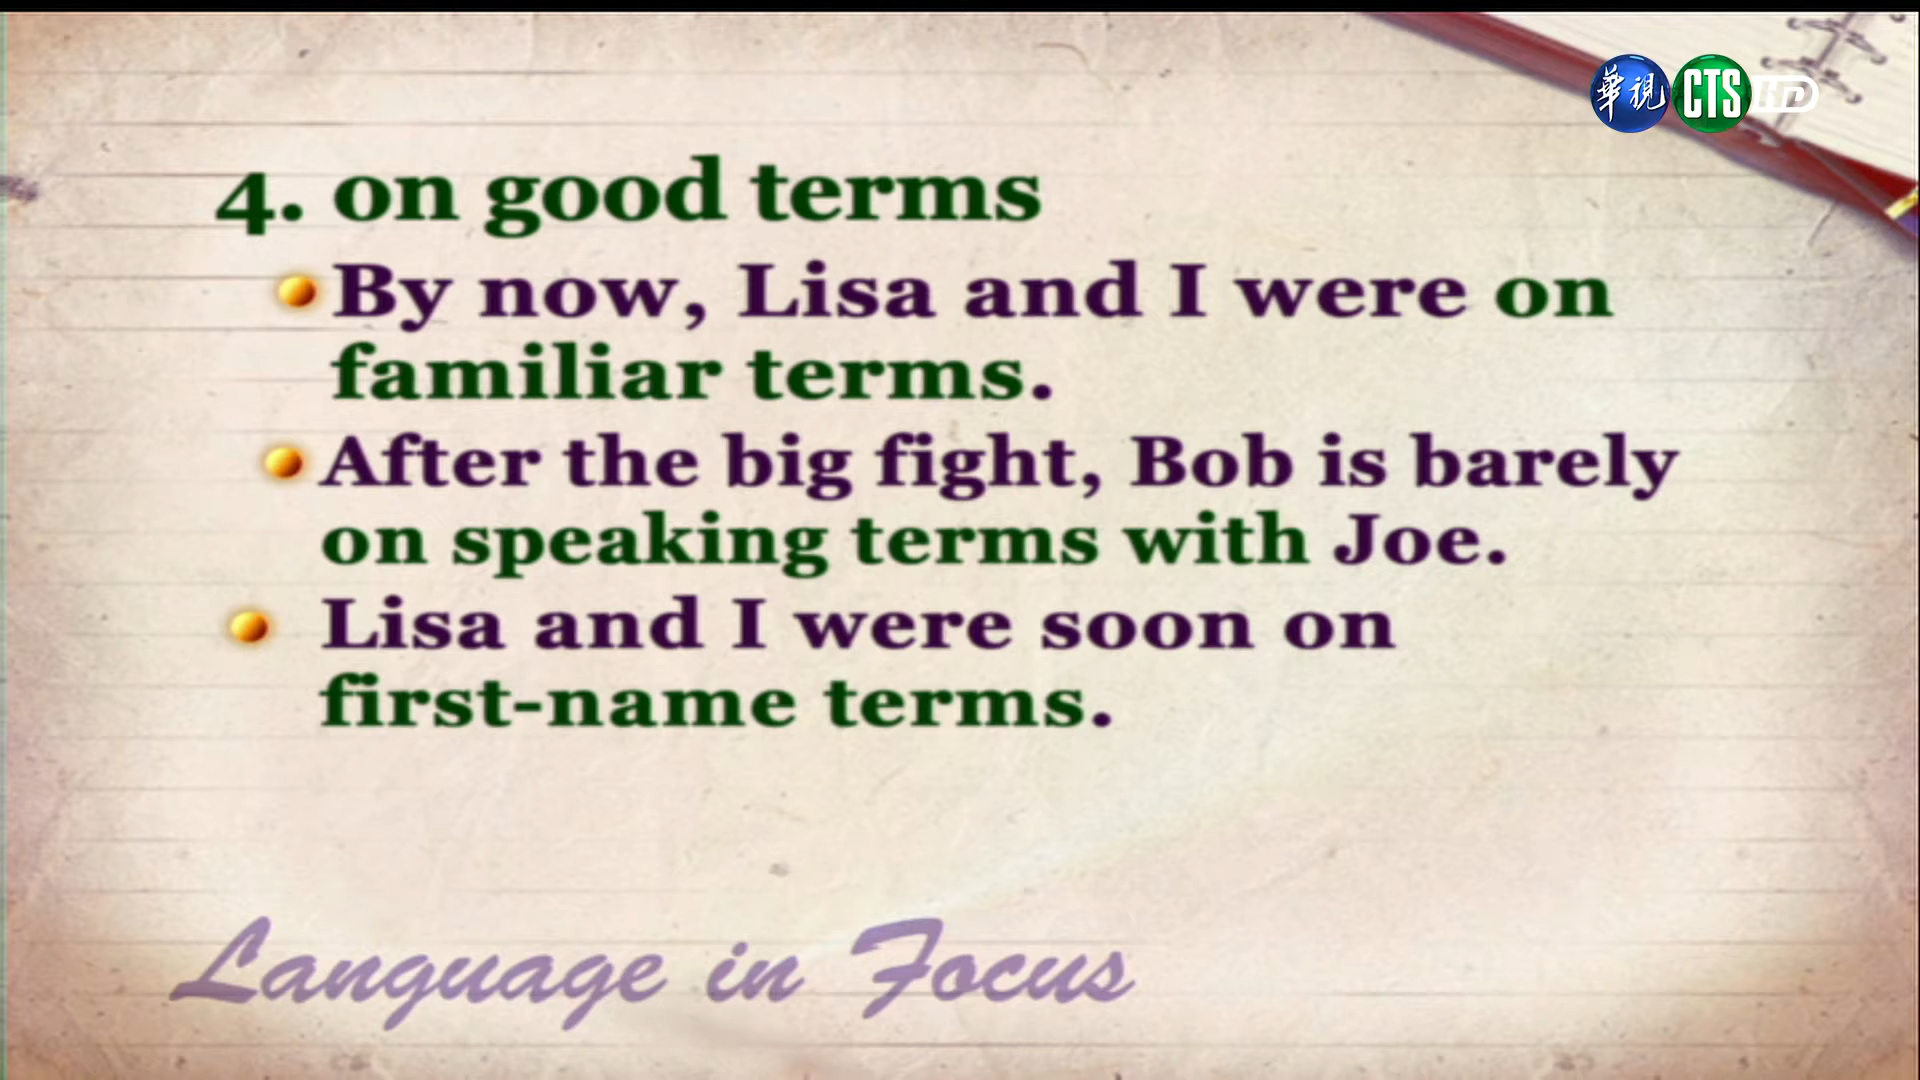 華視 CTS HD
4. on good terms
By now, Lisa and I were on
familiar terms.
After the big fight, Bob is barely
on speaking terms with Joe.
Lisa and I were soon on
first-name terms.
Language in Focus